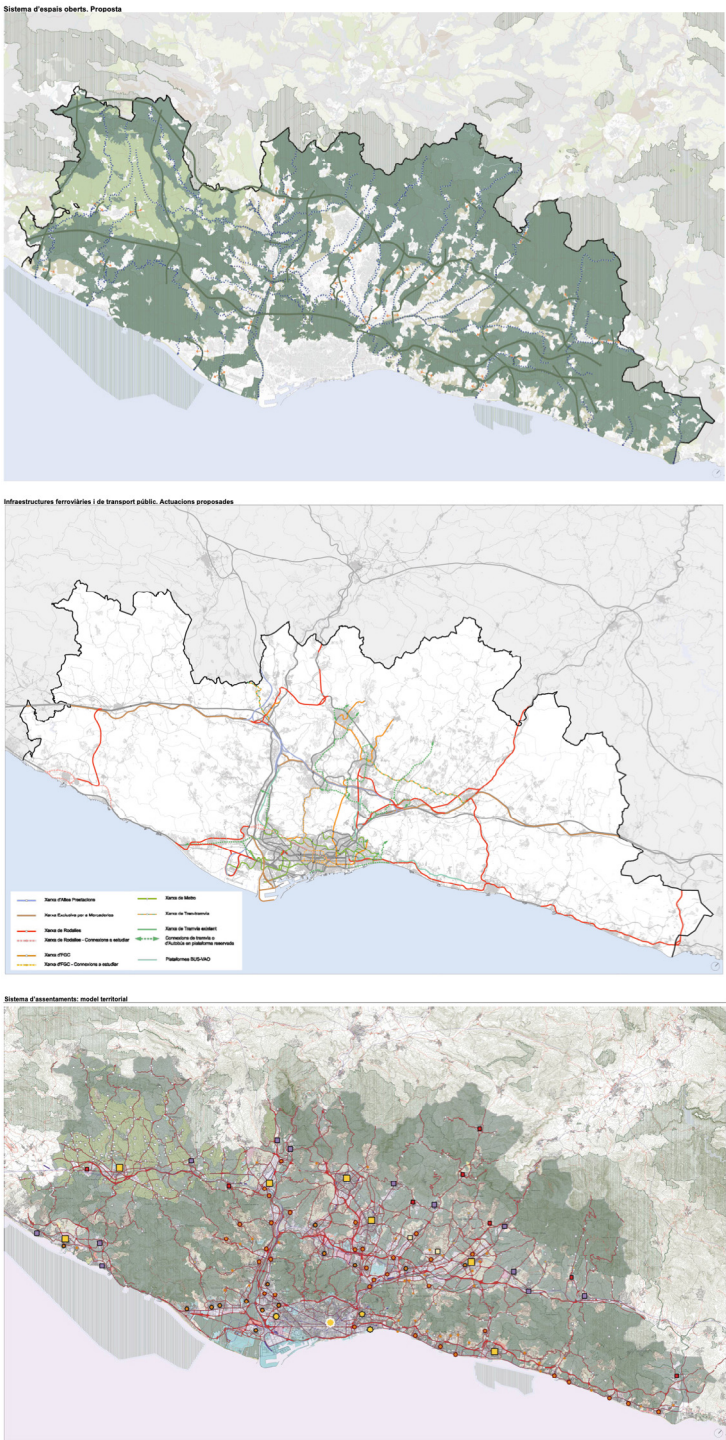 Sistema d'espais oberts. Proposta
Infraestructures ferroviàries i de transport públic. Actuacions proposades
Xarxa d'Altes Prestacions
Xarxa Exclusiva per a Mercaderies
Xarxa de Rodalies
Xarxa de Rodalies - Connexions a estudiar
Xarxa d'FGC
Xarxa d'FGC - Connexions a estudiar
Xarxa de Metro
Xarxa de Tramtramvia
Xarxa de Tramvia existent
Connexions de tramvia o
d'Autobús en plataforma reservada
Plataformes BUS-VAO
Sistema d'assentaments: model territorial